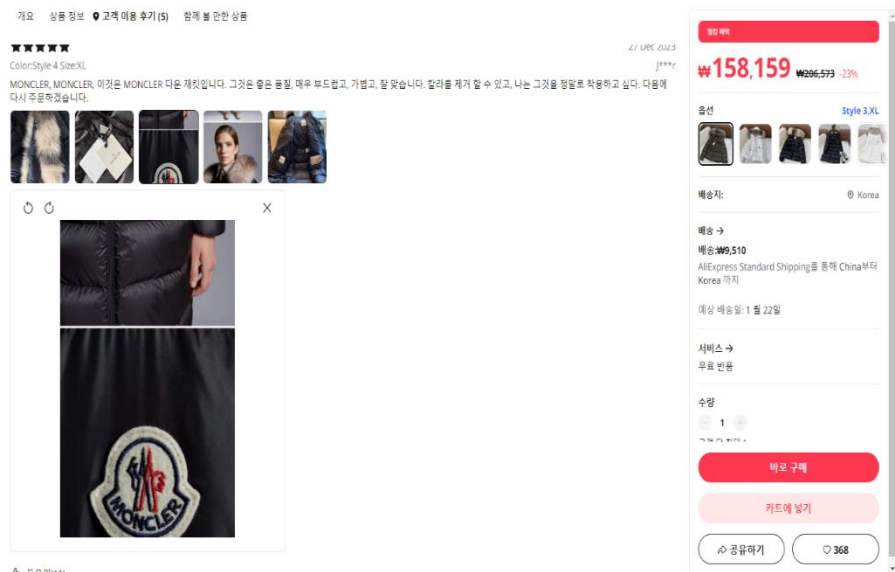 개요 상품 정보 고객 이용 후기 (5) 함께 볼 만한 상품
27 Dec 2023
Color:Style 4 Size:XL
J***r
MONCLER, MONCLER, 이것은 MONCLER 다운 재킷입니다. 그것은 좋은 품질, 매우 부드럽고, 가볍고, 잘 맞습니다. 칼라를 제거 할 수 있고, 나는 그것을 정말로 착용하고 싶다. 다음에
다시 주문하겠습니다.
MONCLER
웰컴 혜택
₩158,159 ₩206,573 -23%
옵션 Style 3,XL
배송지: Korea
배송 →
배송:₩9,510
AliExpress Standard Shipping를 통해 China부터
Korea 까지
예상 배송일: 1 월 22일
서비스 →
무료 반품
수량
1
바로 구매
카트에 넣기
공유하기 368